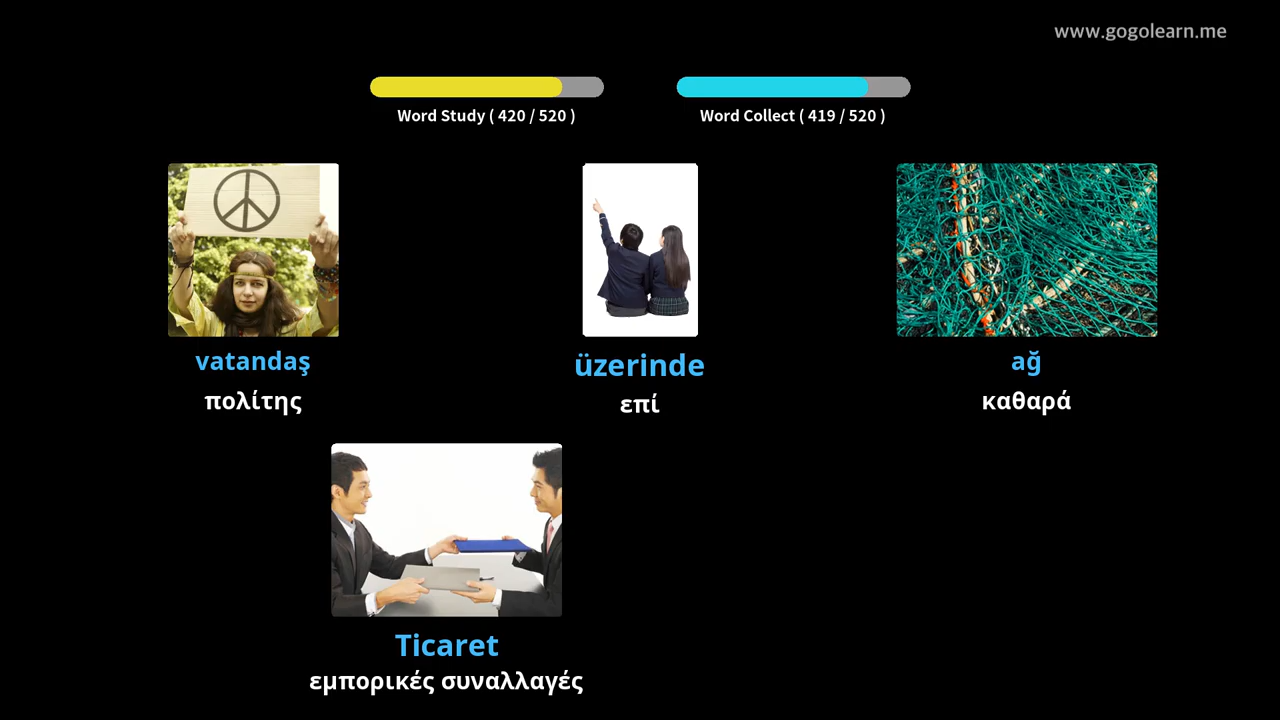 www.gogolearn.me
Word Study ( 420 / 520 )
Word Collect ( 419 / 520 )
vatandaş
πολίτης
üzerinde
επί
ağ
καθαρά
Ticaret
εμπορικές συναλλαγές